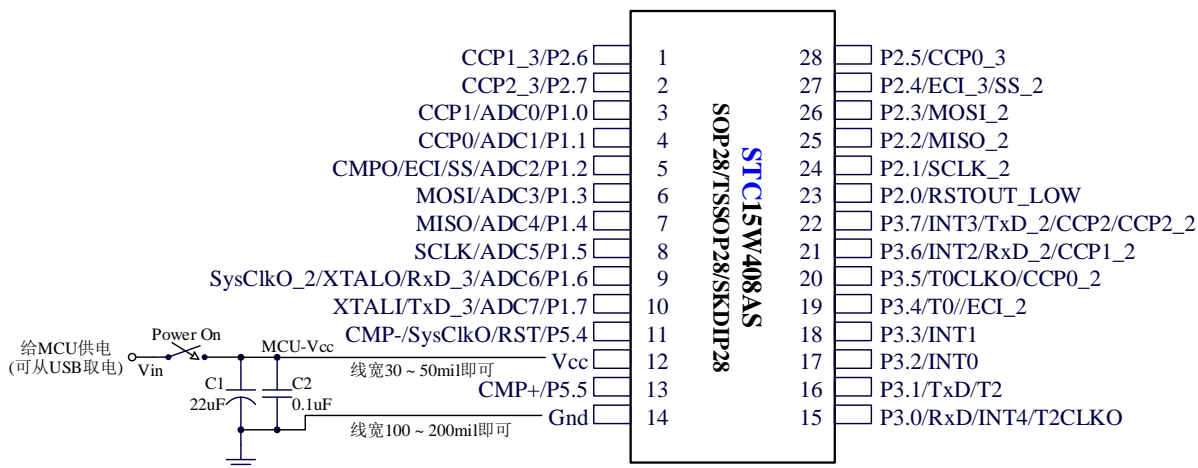 CCP1_3/P2.6 1 28 P2.5/CCP0_3
CCP2_3/P2.7 2 27 P2.4/ECI_3/SS_2
CCP1/ADC0/P1.0 3 26 P2.3/MOSI_2
CCP0/ADC1/P1.1 4 25 P2.2/MISO_2
CMPO/ECI/SS/ADC2/P1.2 5 24 P2.1/SCLK_2
MOSI/ADC3/P1.3 6 23 P2.0/RSTOUT_LOW
MISO/ADC4/P1.4 7 22 P3.7/INT3/TxD_2/CCP2/CCP2_2
SCLK/ADC5/P1.5 8 21 P3.6/INT2/RxD_2/CCP1_2
SysClkO_2/XTALO/RxD_3/ADC6/P1.6 9 20 P3.5/T0CLKO/CCP0_2
XTALI/TxD_3/ADC7/P1.7 10 19 P3.4/T0//ECI_2
CMP-/SysClkO/RST/P5.4 11 18 P3.3/INT1
Vcc 12 17 P3.2/INT0
CMP+/P5.5 13 16 P3.1/TxD/T2
Gnd 14 15 P3.0/RxD/INT4/T2CLKO
STC15W408AS
SOP28/TSSOP28/SKDIP28
给MCU供电
(可从USB取电)
Power On
Vin
MCU-Vcc
线宽30 ~ 50mil即可
C1
22uF
C2
0.1uF
线宽100 ~ 200mil即可